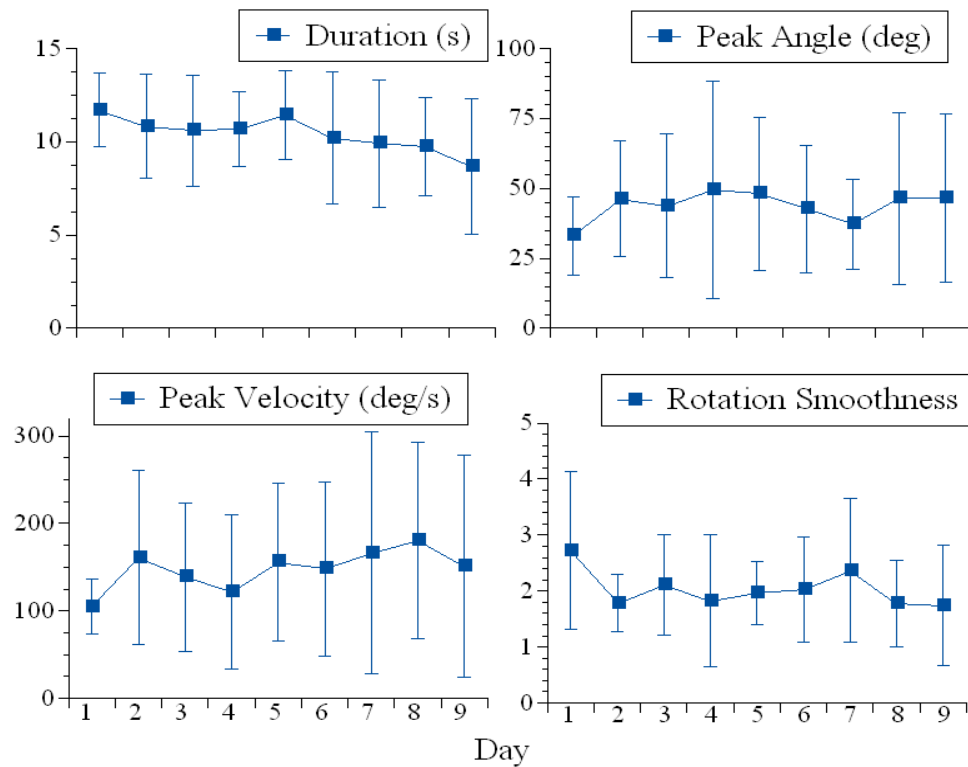 Duration (s)
15
10
5
0
Peak Angle (deg)
100
75
50
25
0
Peak Velocity (deg/s)
300
200
100
0
1 2 3 4 5 6 7 8 9
Rotation Smoothness
5
4
3
2
1
0
1 2 3 4 5 6 7 8 9
Day